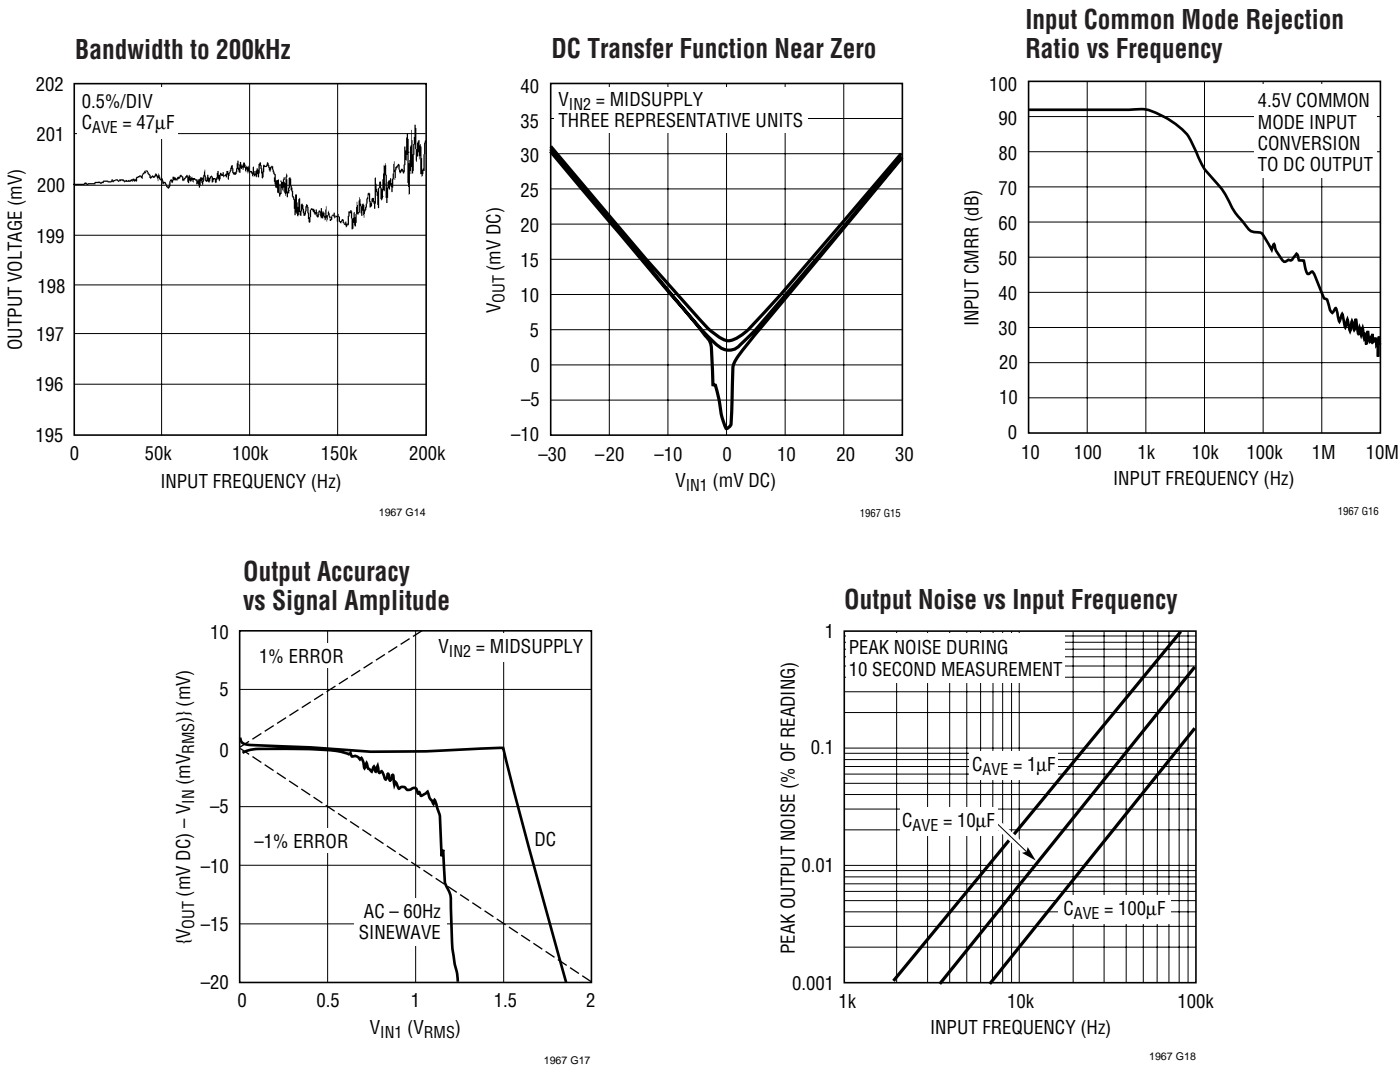 Bandwidth to 200kHz
202
201
200
199
198
197
196
195
OUTPUT VOLTAGE (mV)
0.5%/DIV
CAVE = 47μF
0
50k
100k
150k
200k
INPUT FREQUENCY (Hz)
1967 G14
DC Transfer Function Near Zero
40
35
30
25
20
15
10
5
0
–5
–10
VOUT (mV DC)
VIN2 = MIDSUPPLY
THREE REPRESENTATIVE UNITS
–30
–20
–10
0
10
20
30
VIN1 (mV DC)
1967 G15
Input Common Mode Rejection
Ratio vs Frequency
100
90
80
70
60
50
40
30
20
10
0
INPUT CMRR (dB)
4.5V COMMON
MODE INPUT
CONVERSION
TO DC OUTPUT
10
100
1k
10k
100k
1M
10M
INPUT FREQUENCY (Hz)
1967 G16
Output Accuracy
vs Signal Amplitude
10
5
0
–5
–10
–15
–20
{VOUT (mV DC) – VIN (mVRMS)} (mV)
1% ERROR
VIN2 = MIDSUPPLY
–1% ERROR
DC
AC – 60Hz
SINEWAVE
0
0.5
1
1.5
2
VIN1 (VRMS)
1967 G17
Output Noise vs Input Frequency
1
0.1
0.01
0.001
PEAK OUTPUT NOISE (% OF READING)
PEAK NOISE DURING
10 SECOND MEASUREMENT
CAVE = 1μF
CAVE = 10μF
CAVE = 100μF
1k
10k
100k
INPUT FREQUENCY (Hz)
1967 G18